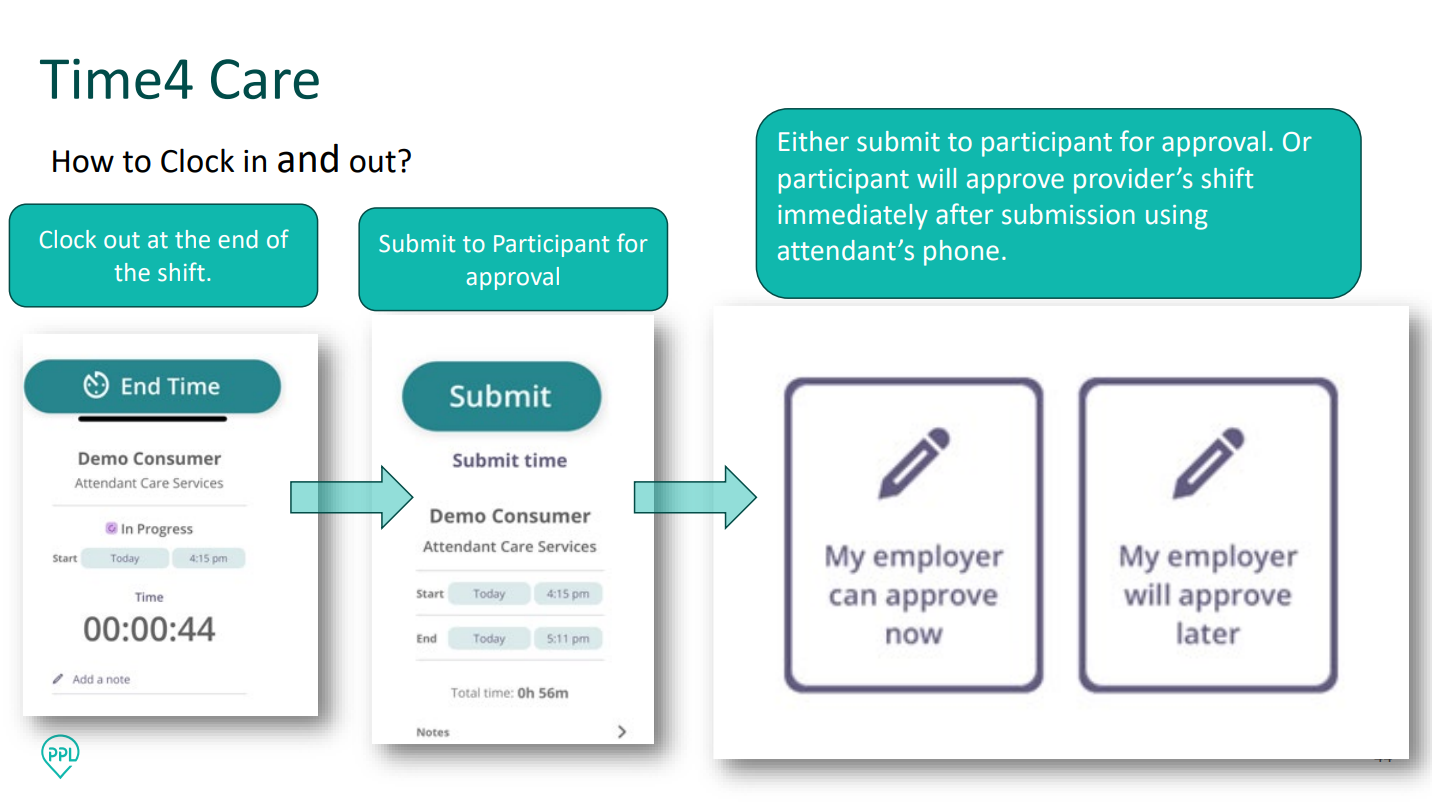 Time4 Care
How to Clock in and out?
Clock out at the end of
the shift.
Submit to Participant for
approval
Either submit to participant for approval. Or
participant will approve provider’s shift
immediately after submission using
attendant’s phone.
End Time
Demo Consumer
Attendant Care Services
In Progress
Start Today 4:15 pm
Time
00:00:44
Add a note
Submit
Submit time
Demo Consumer
Attendant Care Services
Start Today 4:15 pm
End Today 5:11 pm
Total time: 0h 56m
Notes
My employer
can approve
now
My employer
will approve
later
PPL